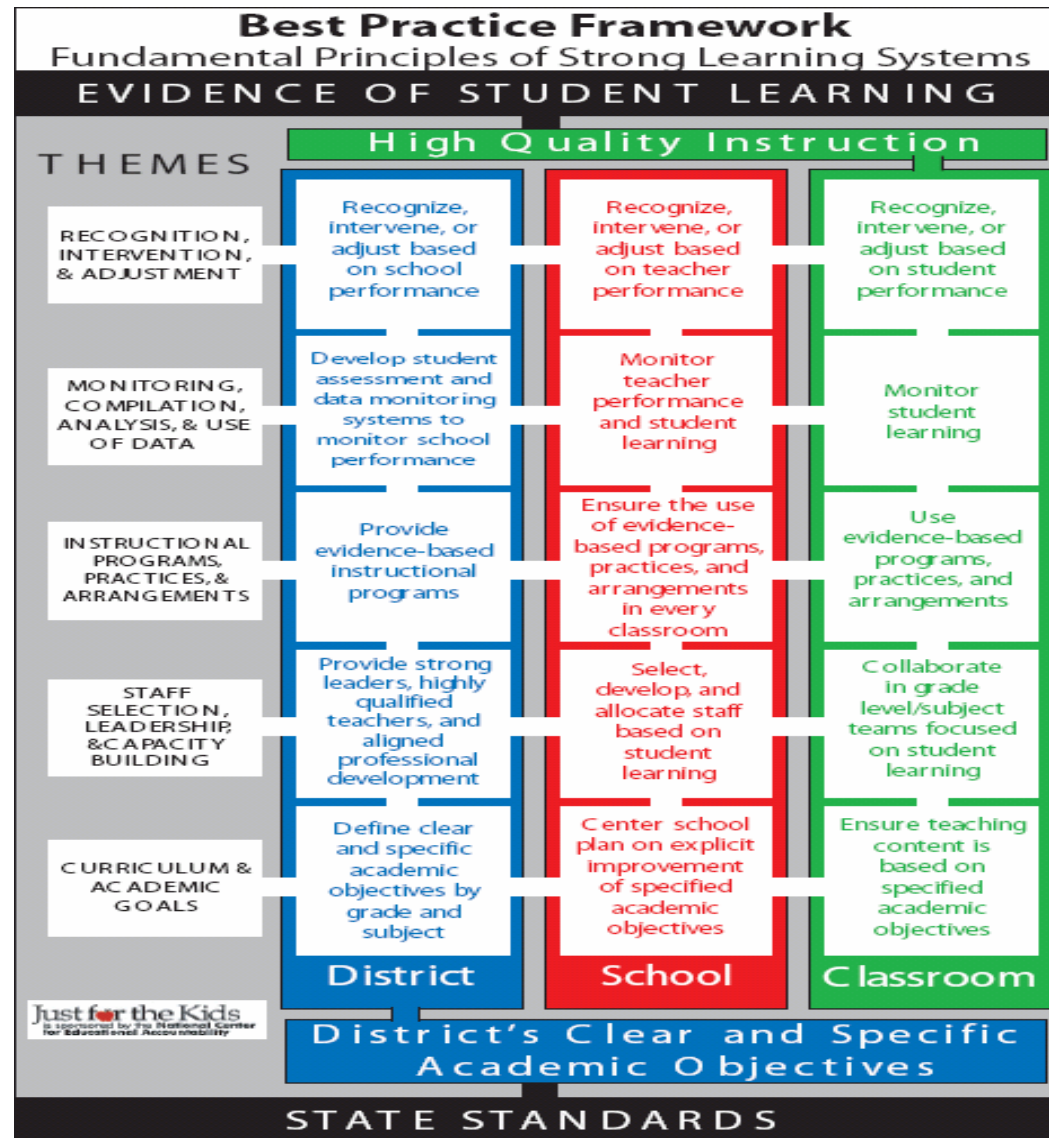 Best Practice Framework
Fundamental Principles of Strong Learning Systems
EVIDENCE OF STUDENT LEARNING
High Quality Instruction
THEMES
RECOGNITION,
INTERVENTION,
& ADJUSTMENT
Recognize,
intervene, or
adjust based
on school
performance
Recognize,
intervene, or
adjust based
on teacher
performance
Recognize,
intervene, or
adjust based
on student
performance
MONITORING,
COMPILATION,
ANALYSIS, & USE
OF DATA
Develop student
assessment and
data monitoring
systems to
monitor school
performance
Monitor
teacher
performance
and student
learning
Monitor
student
learning
INSTRUCTIONAL
PROGRAMS,
PRACTICES, &
ARRANGEMENTS
Provide
evidence-based
instructional
programs
Ensure the use
of evidence-
based programs,
practices, and
arrangements
in every
classroom
Use
evidence-based
programs,
practices, and
arrangements
STAFF
SELECTION,
LEADERSHIP,
&CAPACITY
BUILDING
Provide strong
leaders, highly
qualified
teachers, and
aligned
professional
development
Select,
develop, and
allocate staff
based on
student
learning
Collaborate
in grade
level/subject
teams focused
on student
learning
CURRICULUM &
ACADEMIC
GOALS
Define clear
and specific
academic
objectives by
grade and
subject
Center school
plan on explicit
improvement
of specified
academic
objectives
Ensure teaching
content is
based on
specified
academic
objectives
District
School
Classroom
Just for the Kids
is sponsored by the National Center
for Educational Accountability
District's Clear and Specific
Academic Objectives
STATE STANDARDS